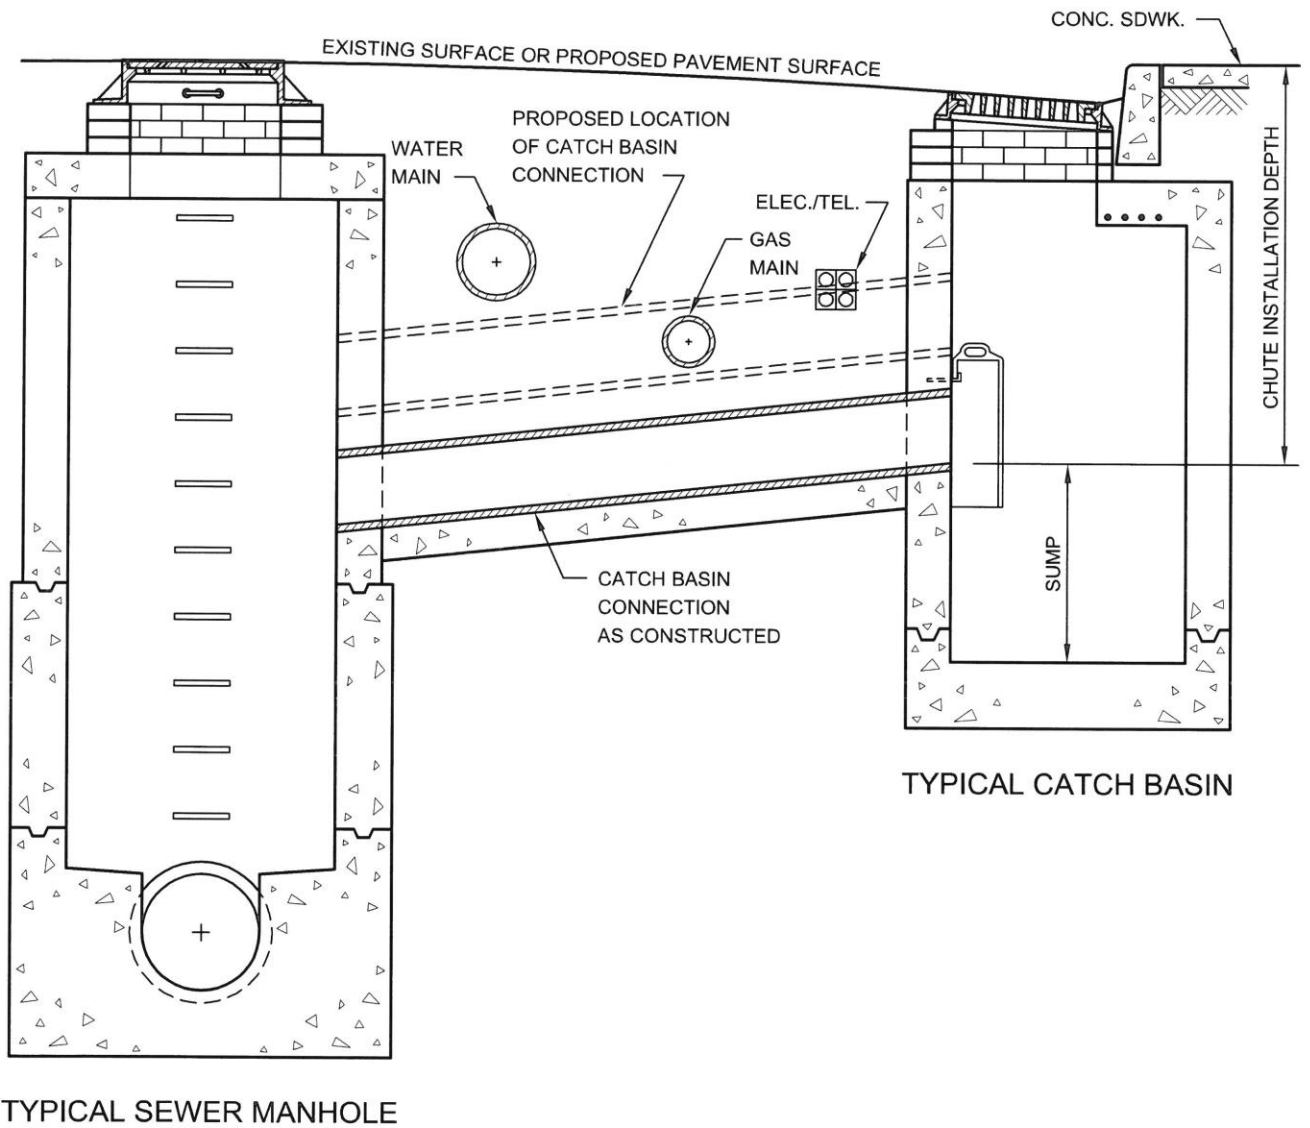 CONC. SDWK.
EXISTING SURFACE OR PROPOSED PAVEMENT SURFACE
PROPOSED LOCATION
OF CATCH BASIN
CONNECTION
WATER
MAIN
ELEC./TEL.
GAS
MAIN
CHUTE INSTALLATION DEPTH
SUMP
CATCH BASIN
CONNECTION
AS CONSTRUCTED
TYPICAL CATCH BASIN
TYPICAL SEWER MANHOLE